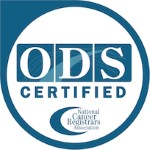 ODS
CERTIFIED
National
Cancer Registrars
Association